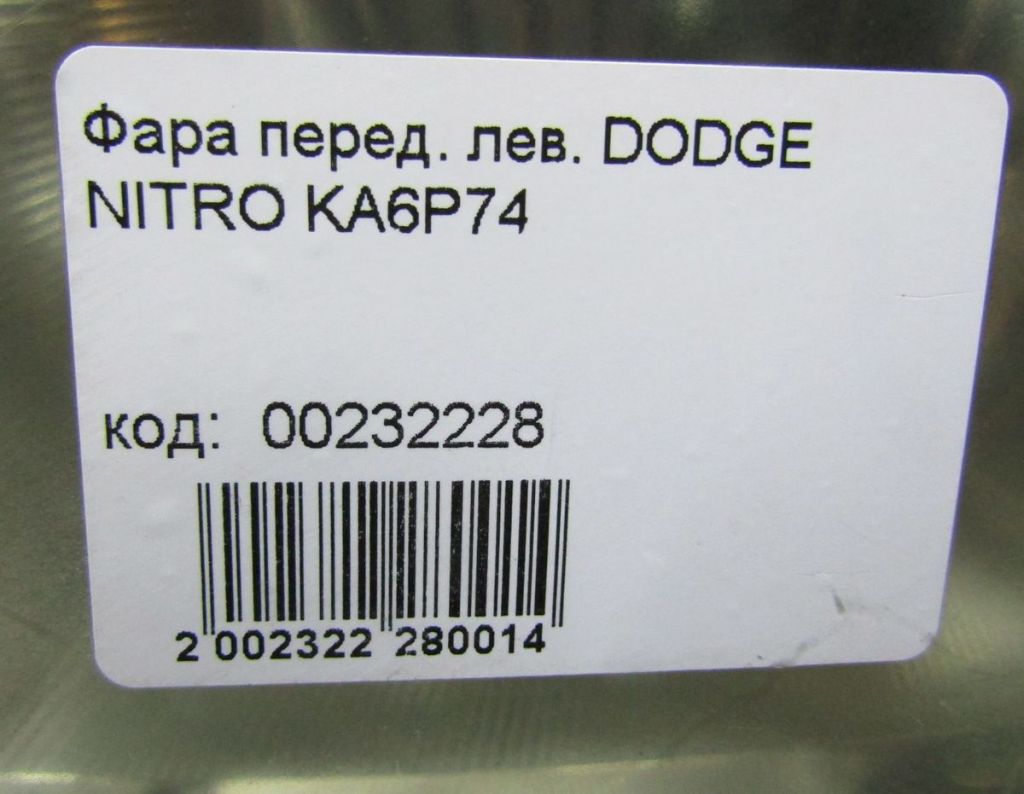 Фара перед. лев. DODGE
NITRO KA6P74
код: 00232228
2 002322 280014